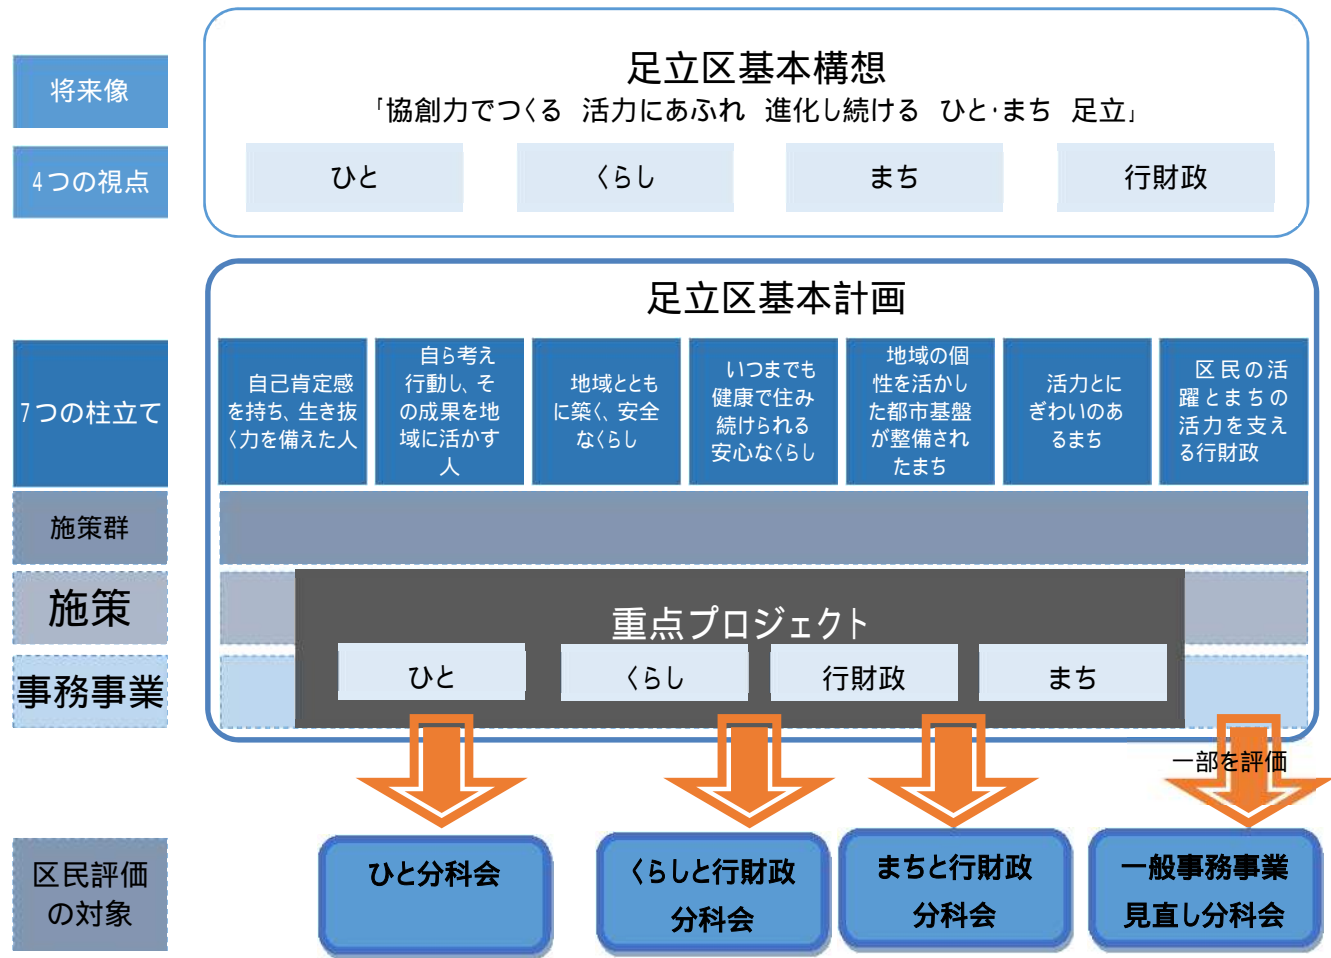 将来像
足立区基本構想
「協創力でつくる 活力にあふれ 進化し続ける ひと・まち 足立」
4つの視点
ひと
くらし
まち
行財政
足立区基本計画
7つの柱立て
自己肯定感
を持ち、生き抜
く力を備えた人
自ら考え
行動し、そ
の成果を地
域に活かす
人
地域ととも
に築く、安全
なくらし
いつまでも
健康で住み
続けられる
安心なくらし
地域の個
性を活かし
た都市基盤
が整備され
たまち
活力とに
ぎわいのあ
るまち
区民の活
躍とまちの
活力を支え
る行財政
施策群
施策
重点プロジェクト
事務事業
ひと
くらし
行財政
まち
一部を評価
区民評価
の対象
ひと分科会
くらしと行財政
分科会
まちと行財政
分科会
一般事務事業
見直し分科会